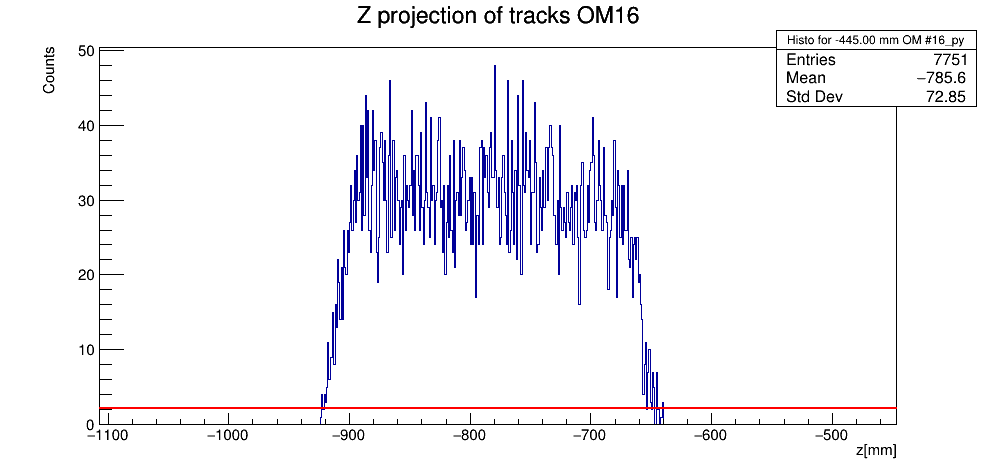 Z projection of tracks OM16
Histo for -445.00 mm OM #16_py
Entries 7751
Mean −785.6
Std Dev 72.85
Counts
50
40
30
20
10
0
−1100 −1000 −900 −800 −700 −600 −500
z[mm]